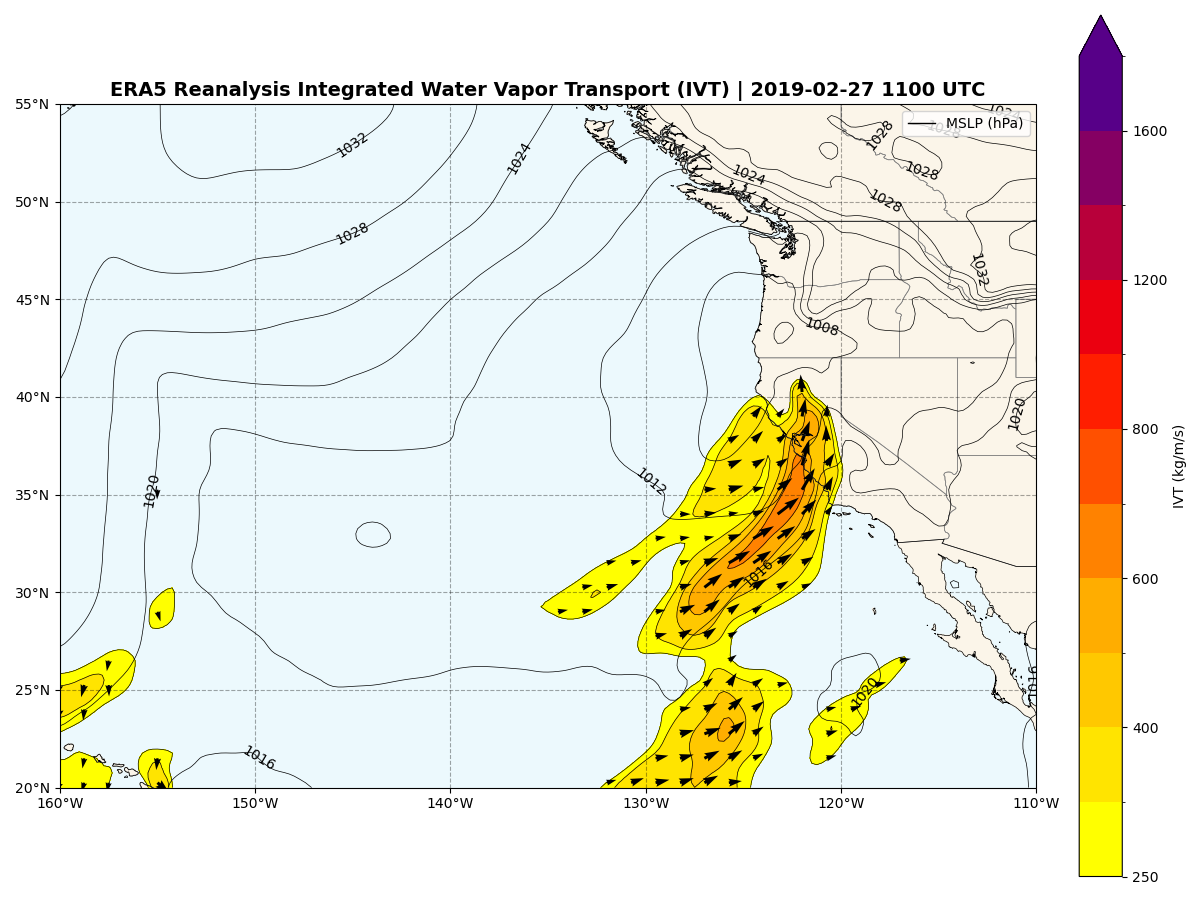 ERA5 Reanalysis Integrated Water Vapor Transport (IVT) | 2019-02-27 1100 UTC
MSLP (hPa)
55°N
50°N
45°N
40°N
35°N
30°N
25°N
20°N
160°W
150°W
140°W
130°W
120°W
110°W
1032
1024
1028
1028
1028
1024
1028
1032
1008
1020
1020
1012
1016
1020
1016
1016
1600
1200
800
600
400
250
IVT (kg/m/s)